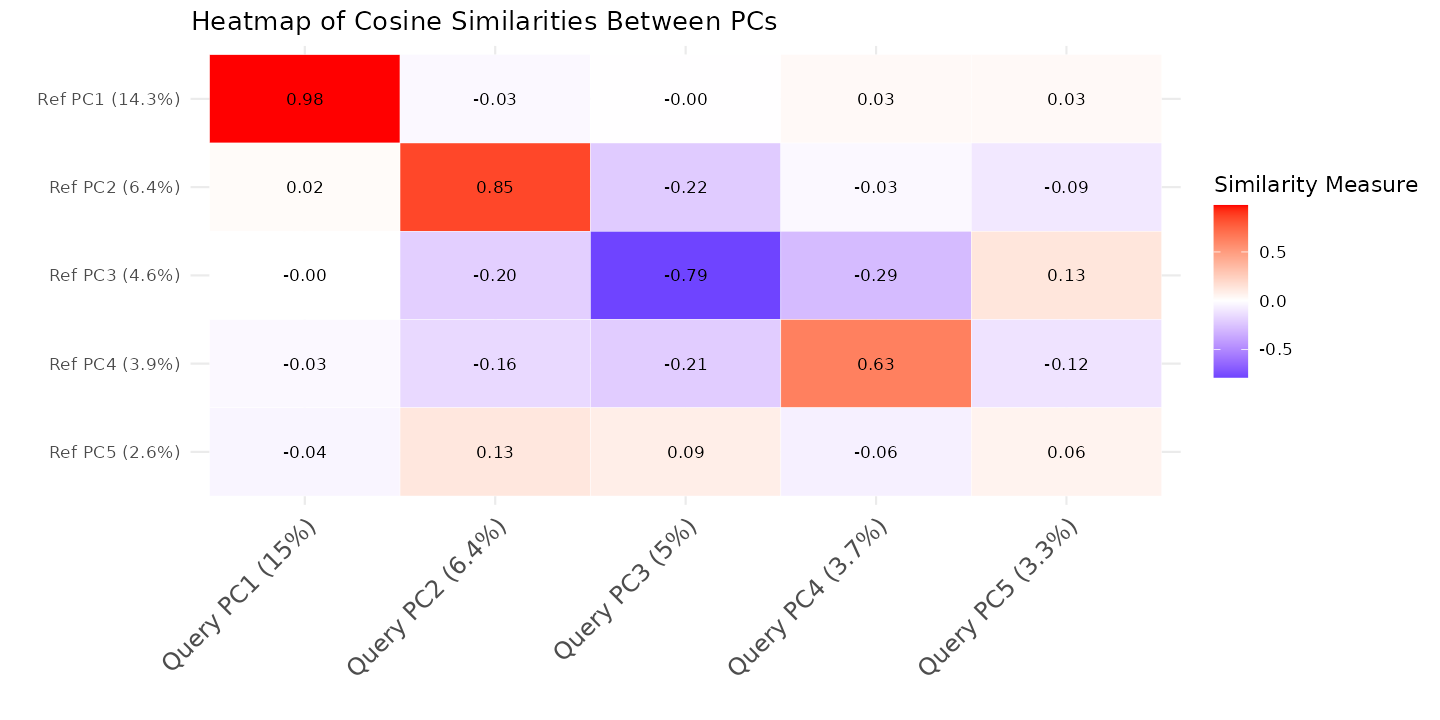 Heatmap of Cosine Similarities Between PCs
Ref PC1 (14.3%) 0.98 -0.03 -0.00 0.03 0.03
Ref PC2 (6.4%) 0.02 0.85 -0.22 -0.03 -0.09
Ref PC3 (4.6%) -0.00 -0.20 -0.79 -0.29 0.13
Ref PC4 (3.9%) -0.03 -0.16 -0.21 0.63 -0.12
Ref PC5 (2.6%) -0.04 0.13 0.09 -0.06 0.06
Query PC1 (15%) Query PC2 (6.4%) Query PC3 (5%) Query PC4 (3.7%) Query PC5 (3.3%)
Similarity Measure
0.5
0.0
-0.5